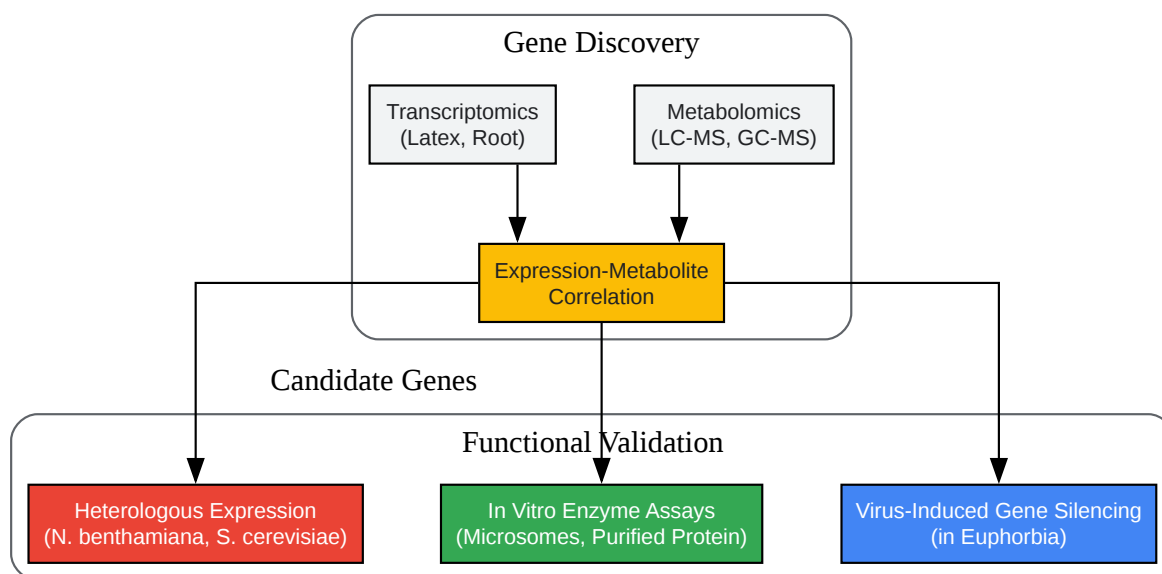 Gene Discovery
Transcriptomics
(Latex, Root)
Metabolomics
(LC-MS, GC-MS)
Expression-Metabolite
Correlation
Candidate Genes
Functional Validation
Heterologous Expression
(N. benthamiana, S. cerevisiae)
In Vitro Enzyme Assays
(Microsomes, Purified Protein)
Virus-Induced Gene Silencing
(in Euphorbia)